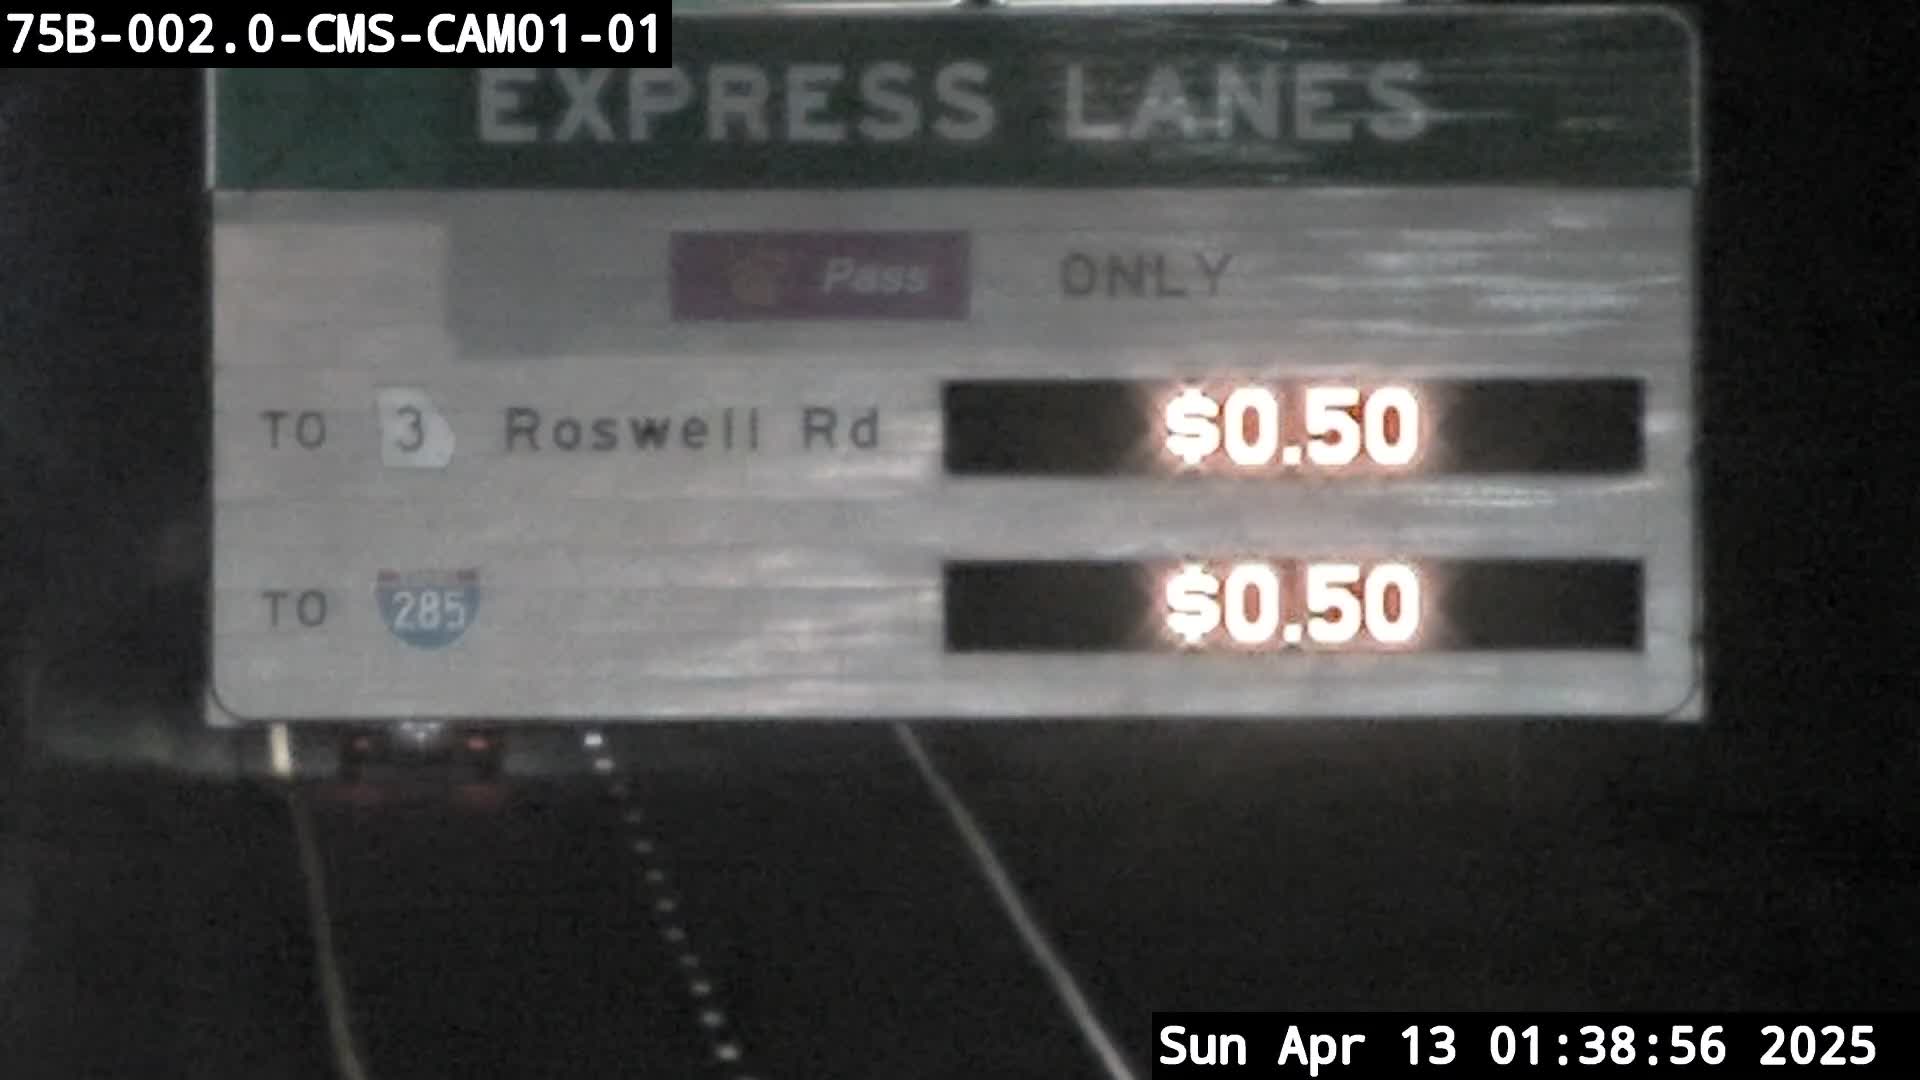 75B-002.0-CMS-CAM01-01
EXPRESS LANES
Pass ONLY
TO 3 Roswell Rd $0.50
TO 285 $0.50
Sun Apr 13 01:38:56 2025